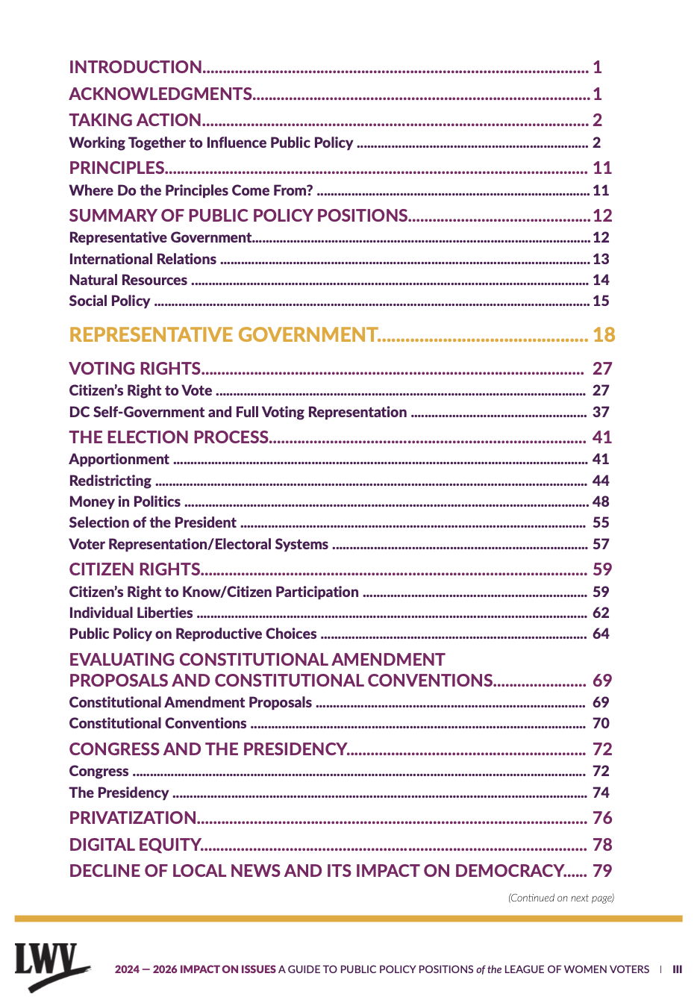 INTRODUCTION.................................................................................................. 1
ACKNOWLEDGMENTS..................................................................................... 1
TAKING ACTION.................................................................................................. 2
Working Together to Influence Public Policy ................................................................... 2
PRINCIPLES.......................................................................................................... 11
Where Do the Principles Come From? ............................................................................... 11
SUMMARY OF PUBLIC POLICY POSITIONS.............................................. 12
Representative Government.................................................................................................. 12
International Relations ........................................................................................................... 13
Natural Resources ................................................................................................................... 14
Social Policy .............................................................................................................................. 15
REPRESENTATIVE GOVERNMENT............................................. 18
VOTING RIGHTS................................................................................................ 27
Citizen’s Right to Vote ........................................................................................................... 27
DC Self-Government and Full Voting Representation ................................................... 37
THE ELECTION PROCESS................................................................................ 41
Apportionment ........................................................................................................................ 41
Redistricting ............................................................................................................................. 44
Money in Politics ..................................................................................................................... 48
Selection of the President .................................................................................................... 55
Voter Representation/Electoral Systems .......................................................................... 57
CITIZEN RIGHTS................................................................................................. 59
Citizen’s Right to Know/Citizen Participation ................................................................. 59
Individual Liberties ................................................................................................................. 62
Public Policy on Reproductive Choices ............................................................................. 64
EVALUATING CONSTITUTIONAL AMENDMENT
PROPOSALS AND CONSTITUTIONAL CONVENTIONS....................... 69
Constitutional Amendment Proposals .............................................................................. 69
Constitutional Conventions ................................................................................................. 70
CONGRESS AND THE PRESIDENCY............................................................ 72
Congress ................................................................................................................................... 72
The Presidency ........................................................................................................................ 74
PRIVATIZATION.................................................................................................. 76
DIGITAL EQUITY................................................................................................. 78
DECLINE OF LOCAL NEWS AND ITS IMPACT ON DEMOCRACY...... 79
(Continued on next page)
LWV
2024 — 2026 IMPACT ON ISSUES A GUIDE TO PUBLIC POLICY POSITIONS of the LEAGUE OF WOMEN VOTERS | III